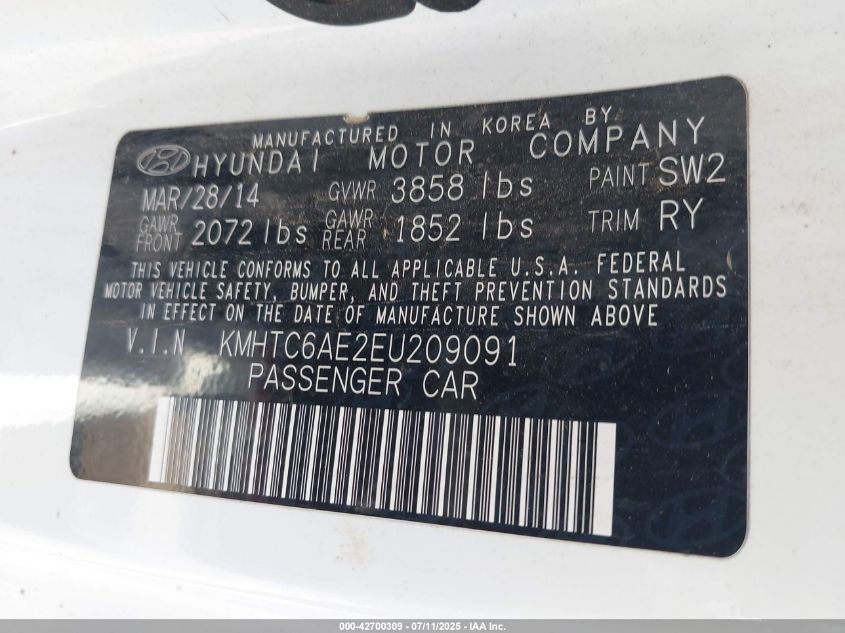 MANUFACTURED IN KOREA BY
HYUNDAI MOTOR COMPANY
MAR/28/14 GVWR 3858 lbs PAINT SW2
GAWR FRONT 2072 lbs GAWR REAR 1852 lbs TRIM RY
THIS VEHICLE CONFORMS TO ALL APPLICABLE U.S.A. FEDERAL
MOTOR VEHICLE SAFETY, BUMPER, AND THEFT PREVENTION STANDARDS
IN EFFECT ON THE DATE OF MANUFACTURE SHOWN ABOVE
V.I.N KMHTC6AE2EU209091
PASSENGER CAR
000-42700309 - 07/11/2025 - IAA Inc.